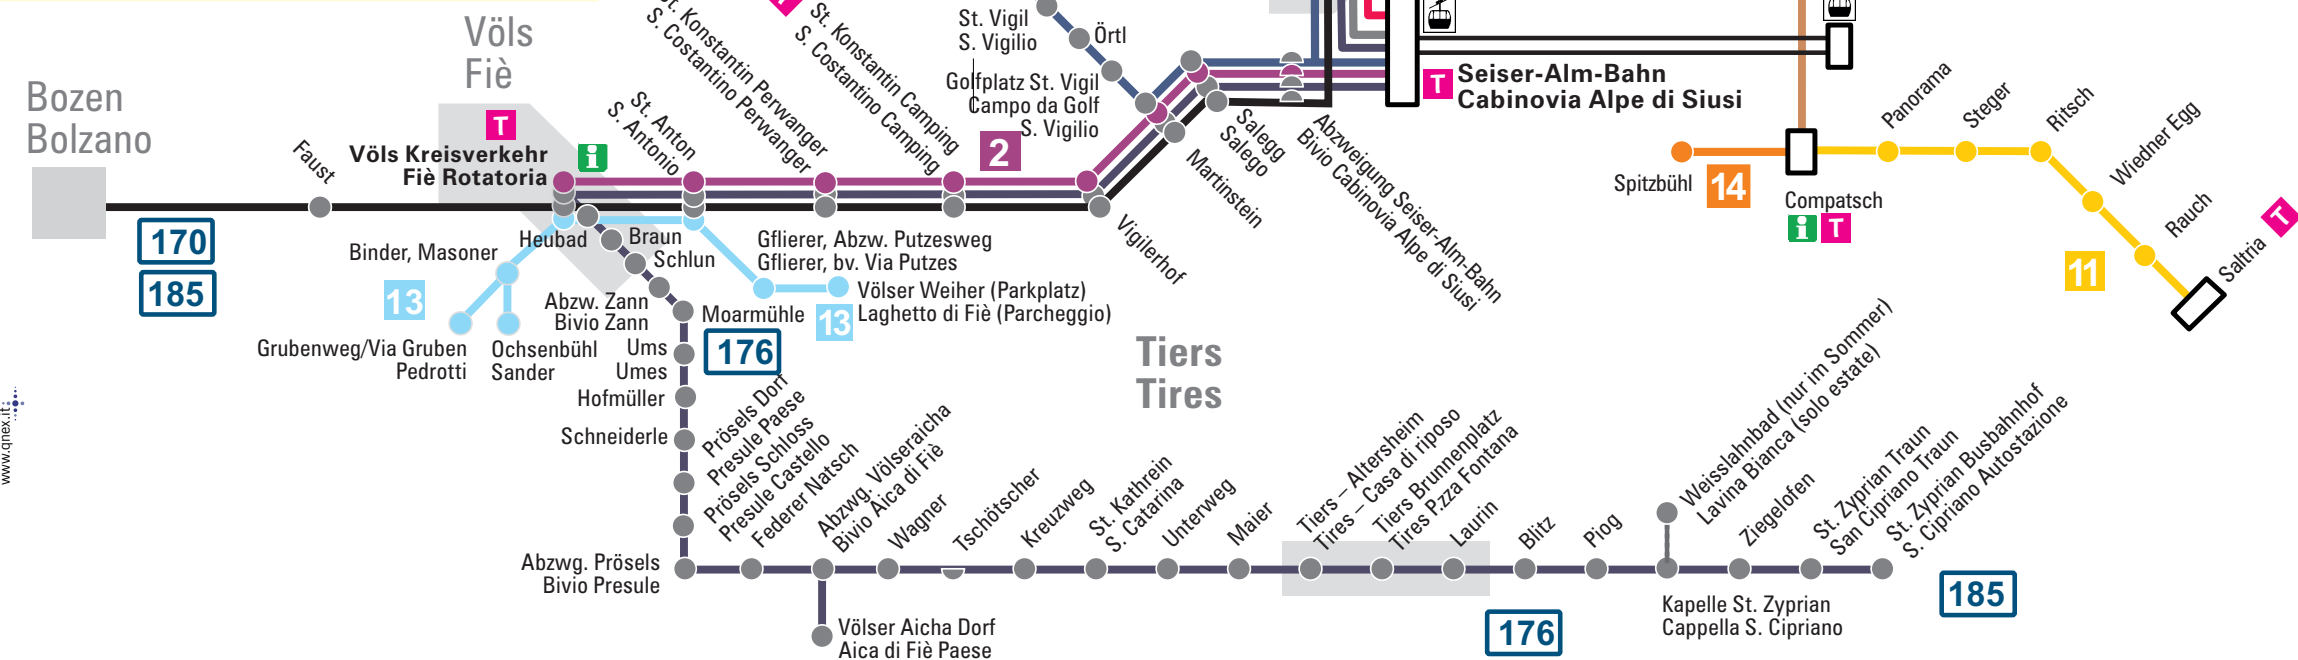 Völs
Fiè
Bozen
Bolzano
Faust
T
Völs Kreisverkehr
Fiè Rotatoria
i
St. Anton
S. Antonio
St. Konstantin Perwanger
S. Costantino Perwanger
T
St. Konstantin Camping
S. Costantino Camping
2
St. Vigil
S. Vigilio
Örtl
Golfplatz St. Vigil
Campo da Golf
S. Vigilio
Salegg
Salego
Martinstein
Vigilerhof
Abzweigung Seiser-Alm-Bahn
Bivio Cabinovia Alpe di Siusi
T
Seiser-Alm-Bahn
Cabinovia Alpe di Siusi
Spitzbühl
14
Compatsch
i
T
Panorama
Steger
Ritsch
Wiedner Egg
Rauch
Saltria
T
11
170
185
Binder, Masoner
13
Grubenweg/Via Gruben
Pedrotti
Ochsenbühl
Sander
Heubad
Braun
Schlun
Abzw. Zann
Bivio Zann
Moarmühle
176
Gflierer, Abzw. Putzesweg
Gflierer, bv. Via Putzes
13
Völser Weiher (Parkplatz)
Laghetto di Fiè (Parcheggio)
Ums
Umes
Hofmüller
Schneiderle
Prösels Dorf
Presule Paese
Prösels Schloss
Presule Castello
Abzwg. Prösels
Bivio Presule
Federer Natsch
Abzwg. Völseraicha
Bivio Aica di Fiè
Völser Aicha Dorf
Aica di Fiè Paese
Wagner
Tschötscher
Kreuzweg
St. Kathrein
S. Catarina
Unterweg
Maier
Tiers
Tires
Tiers – Altersheim
Tires – Casa di riposo
Tiers Brunnenplatz
Tires P.zza Fontana
Laurin
Blitz
Piog
176
Weisslahnbad (nur im Sommer)
Lavina Bianca (solo estate)
Kapelle St. Zyprian
Cappella S. Cipriano
Ziegelofen
St. Zyprian Traun
San Cipriano Traun
St. Zyprian Busbahnhof
S. Cipriano Autostazione
185
www.qnex.it